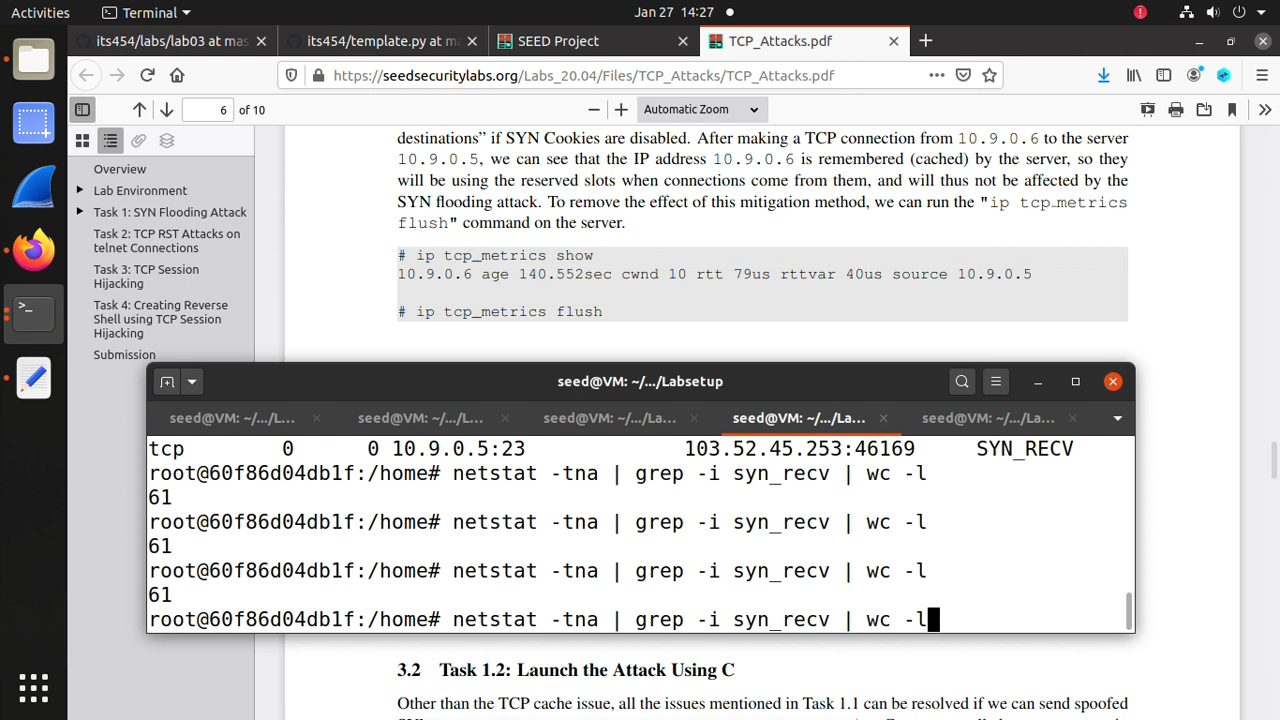 Activities
Terminal
Jan 27 14:27
its454/labs/lab03 at mas
its454/template.py at ma
SEED Project
TCP_Attacks.pdf
https://seedsecuritylabs.org/Labs_20.04/Files/TCP_Attacks/TCP_Attacks.pdf
6 of 10
Automatic Zoom
Overview
Lab Environment
Task 1: SYN Flooding Attack
Task 2: TCP RST Attacks on
telnet Connections
Task 3: TCP Session
Hijacking
Task 4: Creating Reverse
Shell using TCP Session
Hijacking
Submission
destinations” if SYN Cookies are disabled. After making a TCP connection from 10.9.0.6 to the server
10.9.0.5, we can see that the IP address 10.9.0.6 is remembered (cached) by the server, so they
will be using the reserved slots when connections come from them, and will thus not be affected by the
SYN flooding attack. To remove the effect of this mitigation method, we can run the "ip tcp_metrics
flush" command on the server.
# ip tcp_metrics show
10.9.0.6 age 140.552sec cwnd 10 rtt 79us rttvar 40us source 10.9.0.5
# ip tcp_metrics flush
seed@VM: ~/.../Labsetup
seed@VM: ~/.../L...
seed@VM: ~/.../L...
seed@VM: ~/.../La...
seed@VM: ~/.../La...
seed@VM: ~/.../La...
tcp 0 0 10.9.0.5:23 103.52.45.253:46169 SYN_RECV
root@60f86d04db1f:/home# netstat -tna | grep -i syn_recv | wc -l
61
root@60f86d04db1f:/home# netstat -tna | grep -i syn_recv | wc -l
61
root@60f86d04db1f:/home# netstat -tna | grep -i syn_recv | wc -l
61
root@60f86d04db1f:/home# netstat -tna | grep -i syn_recv | wc -l
3.2 Task 1.2: Launch the Attack Using C
Other than the TCP cache issue, all the issues mentioned in Task 1.1 can be resolved if we can send spoofed